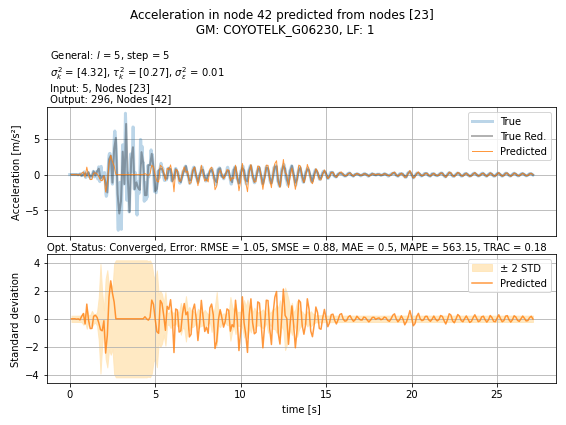 Acceleration in node 42 predicted from nodes [23]
GM: COYOTELK_G06230, LF: 1
General: l = 5, step = 5
σ²ₖ = [4.32], τ²ₖ = [0.27], σ²ε = 0.01
Input: 5, Nodes [23]
Output: 296, Nodes [42]
Acceleration [m/s²]
5
0
−5
True
True Red.
Predicted
Opt. Status: Converged, Error: RMSE = 1.05, SMSE = 0.88, MAE = 0.5, MAPE = 563.15, TRAC = 0.18
Standard deviation
4
2
0
−2
−4
± 2 STD
Predicted
0 5 10 15 20 25
time [s]